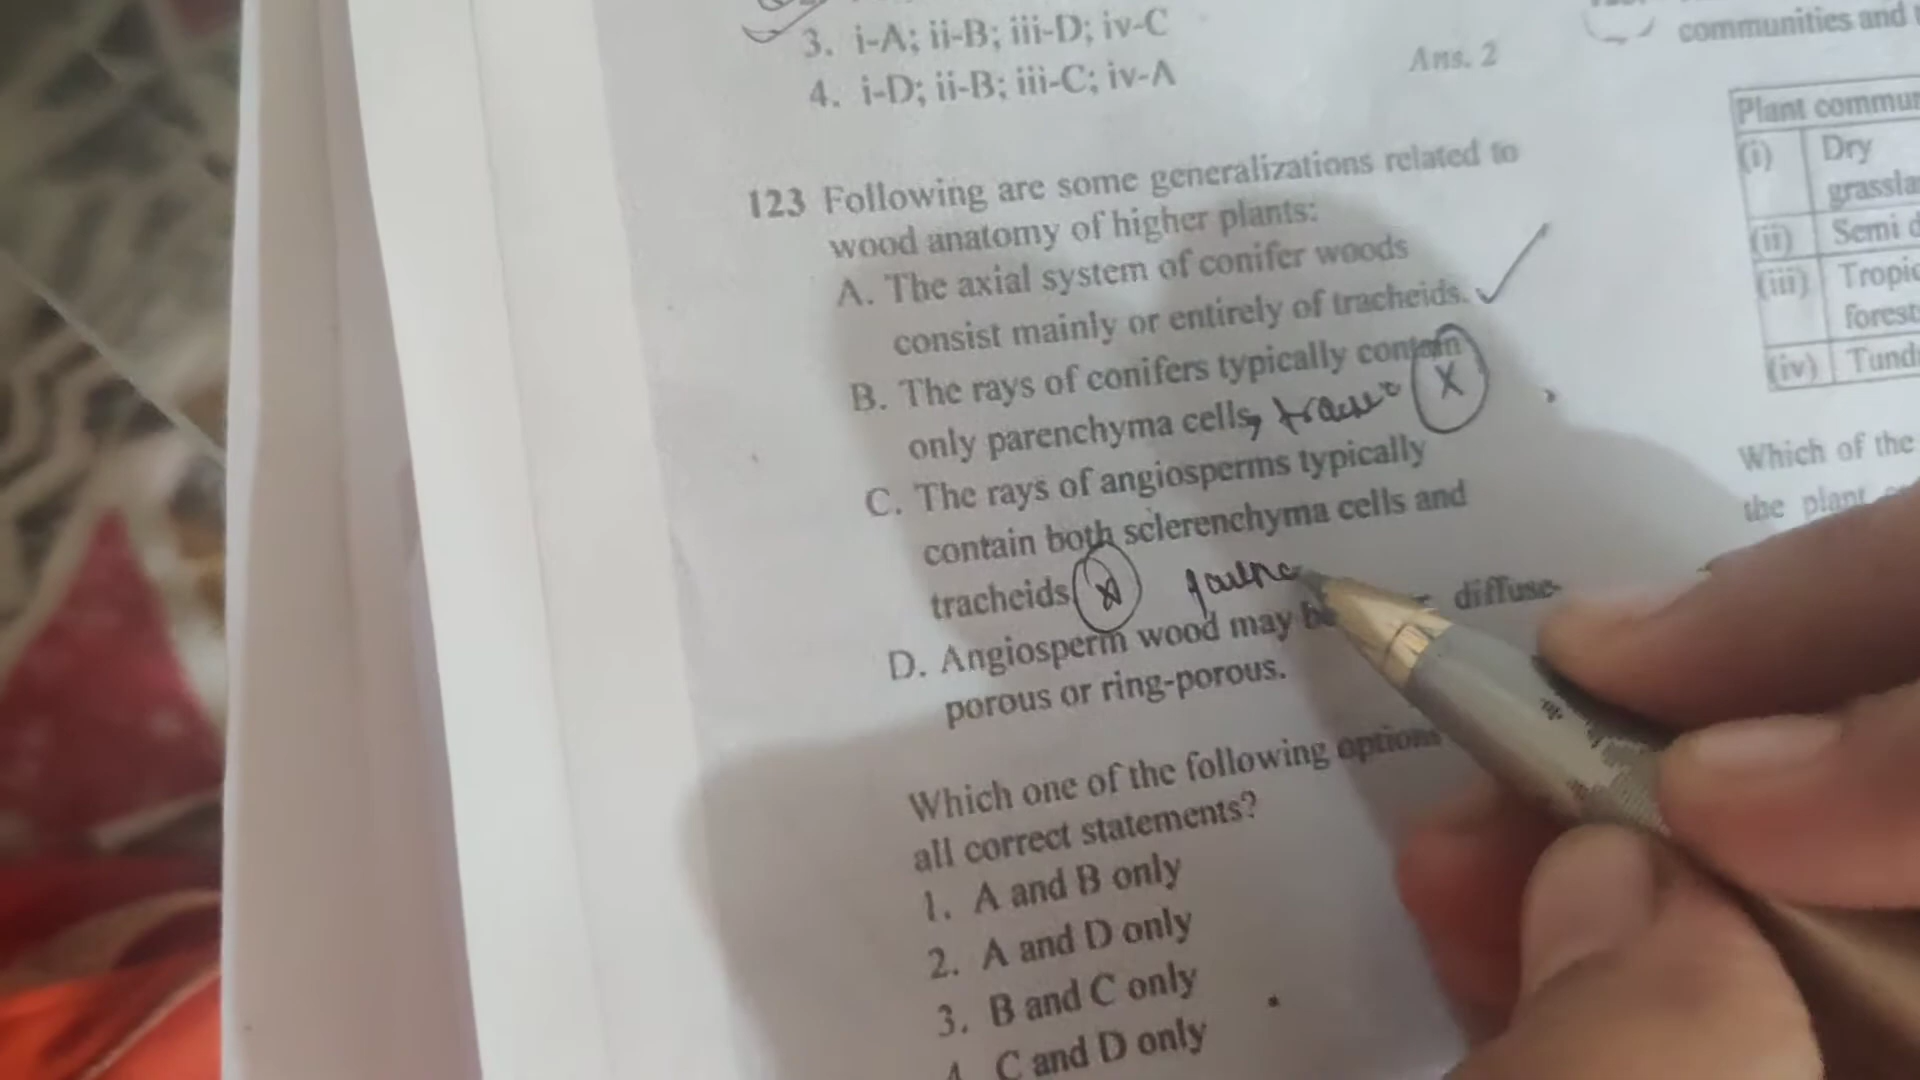 3. i-A; ii-B; iii-D; iv-C
4. i-D; ii-B; iii-C; iv-A
Ans. 2
123 Following are some generalizations related to
wood anatomy of higher plants:
A. The axial system of conifer woods
consist mainly or entirely of tracheids.
B. The rays of conifers typically contain
only parenchyma cells,
C. The rays of angiosperms typically
contain both sclerenchyma cells and
tracheids
D. Angiosperm wood may be diffuse-
porous or ring-porous.
Which one of the following options
all correct statements?
1. A and B only
2. A and D only
3. B and C only
4 C and D only
communities and
Plant
(i) Dry
(ii) Semi
(iii)
(iv)
Which of the
the plant